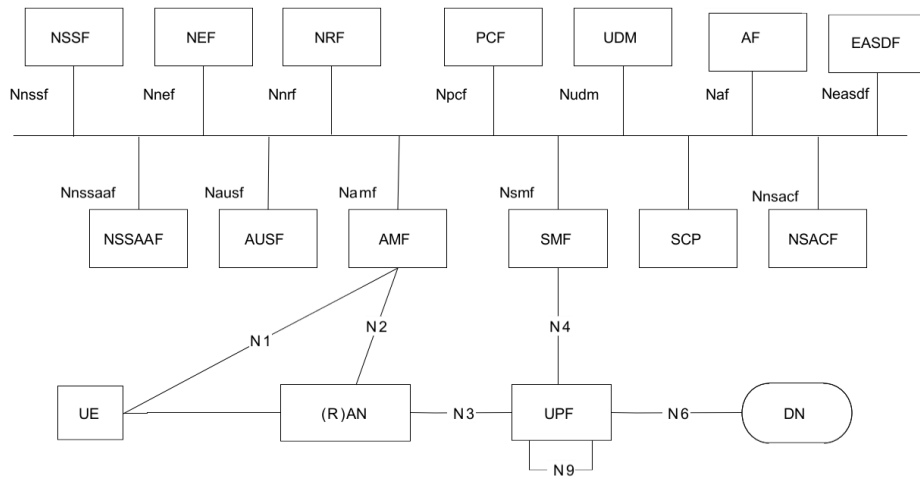 NSSF NEF NRF PCF UDM AF EASDF
Nnssf Nnef Nnrf Npcf Nudm Naf Neasdf
Nnssaaf Nausf Namf Nsmf Nnsacf
NSSAAF AUSF AMF SMF SCP NSACF
N1 N2 N4
UE (R)AN N3 UPF N6 DN
N9